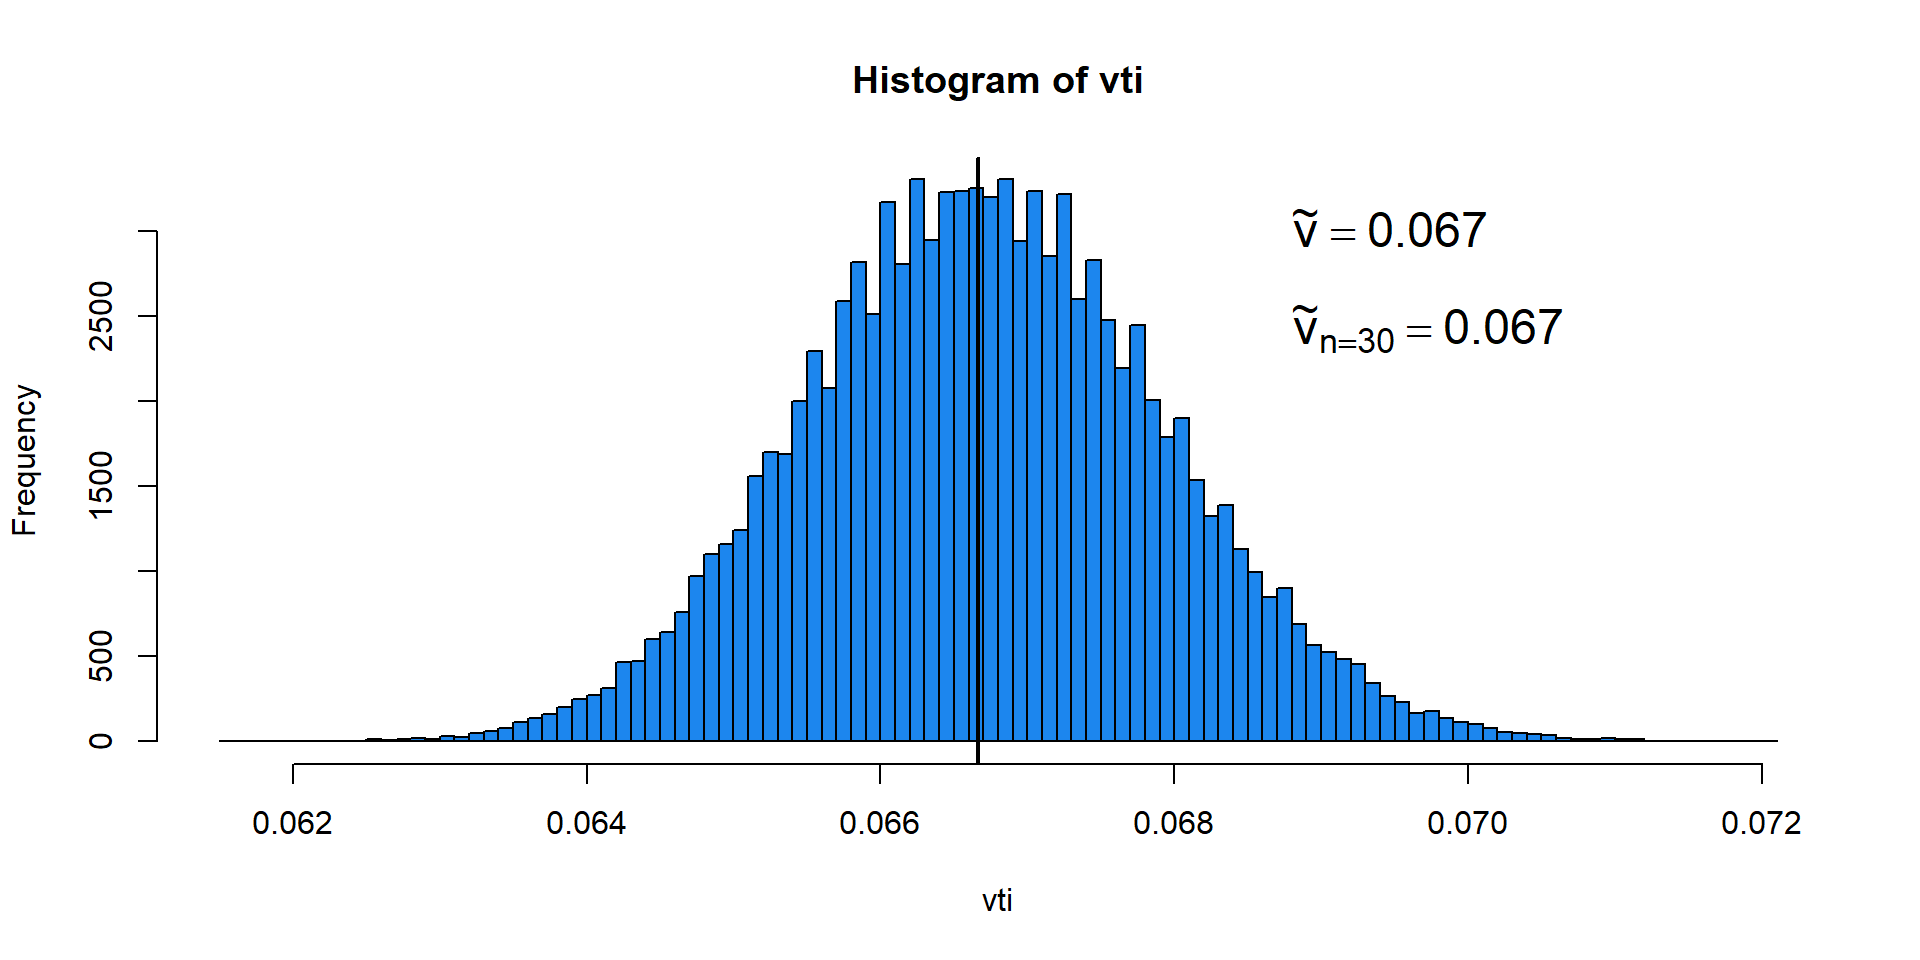 Histogram of vti
ṽ = 0.067
ṽn=30 = 0.067
Frequency
2500
1500
500
0
0.062 0.064 0.066 0.068 0.070 0.072
vti